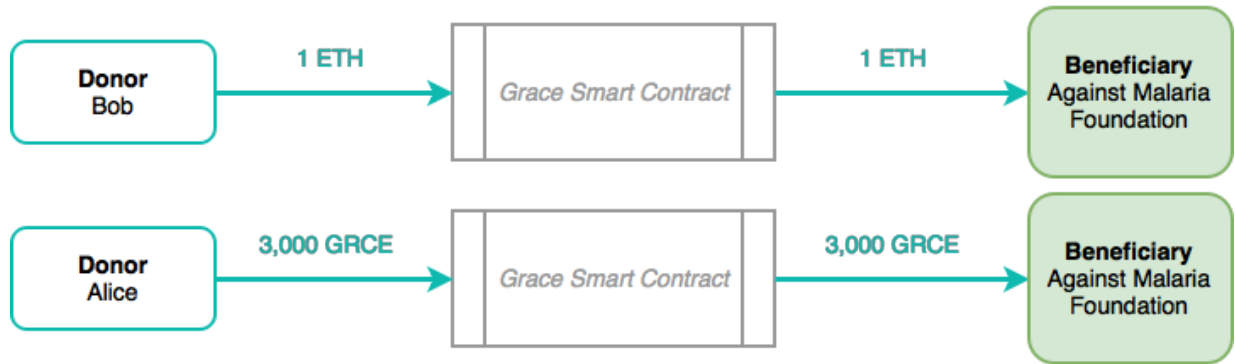 1 ETH
1 ETH
Donor
Bob
Grace Smart Contract
Beneficiary
Against Malaria
Foundation
3,000 GRCE
3,000 GRCE
Donor
Alice
Grace Smart Contract
Beneficiary
Against Malaria
Foundation